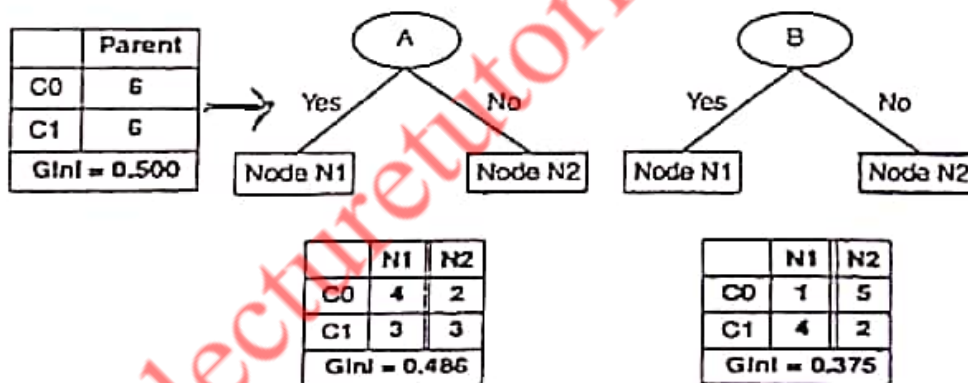 Parent
C0 6
C1 6
Gini = 0.500
A
Yes
No
Node N1
Node N2
N1 N2
C0 4 2
C1 3 3
Gini = 0.486
B
Yes
No
Node N1
Node N2
N1 N2
C0 1 5
C1 4 2
Gini = 0.375
lecturetutori